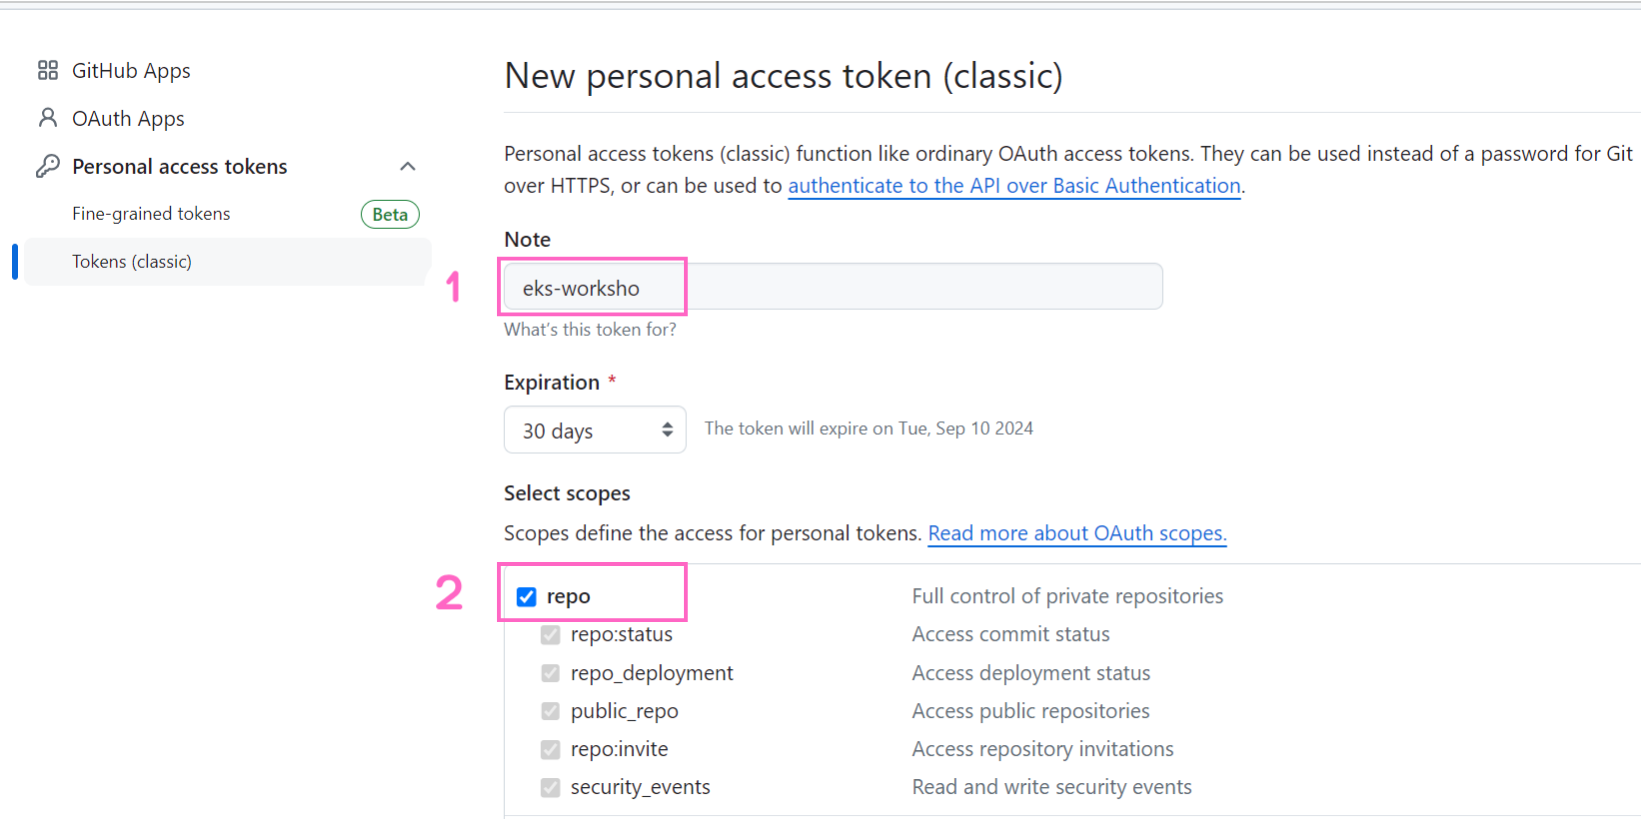 GitHub Apps
OAuth Apps
Personal access tokens
Fine-grained tokens Beta
Tokens (classic)
New personal access token (classic)
Personal access tokens (classic) function like ordinary OAuth access tokens. They can be used instead of a password for Git
over HTTPS, or can be used to authenticate to the API over Basic Authentication.
Note
1 eks-worksho
What's this token for?
Expiration *
30 days The token will expire on Tue, Sep 10 2024
Select scopes
Scopes define the access for personal tokens. Read more about OAuth scopes.
2 repo Full control of private repositories
repo:status Access commit status
repo_deployment Access deployment status
public_repo Access public repositories
repo:invite Access repository invitations
security_events Read and write security events